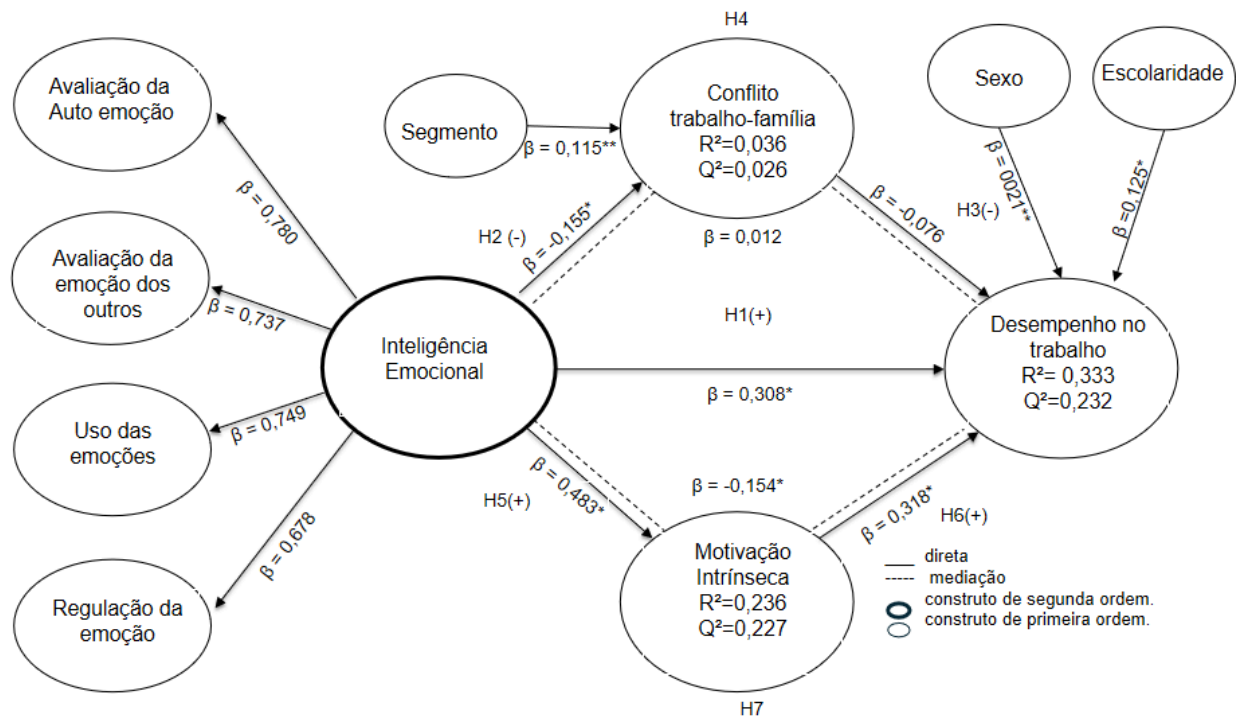 H4
Avaliação da
Auto emoção
Segmento
β = 0,115**
Conflito
trabalho-família
R²=0,036
Q²=0,026
Sexo
Escolaridade
β = 0021**
β =0,125*
β = 0,780
H2 (-)
β = -0,155*
β = 0,012
β = -0,076
H3(-)
Avaliação da
emoção dos
outros
β = 0,737
Inteligência
Emocional
H1(+)
β = 0,308*
Desempenho no
trabalho
R²= 0,333
Q²=0,232
Uso das
emoções
β = 0,749
β = 0,483*
H5(+)
β = -0,154*
β = 0,318*
H6(+)
Regulação da
emoção
β = 0,678
Motivação
Intrínseca
R²=0,236
Q²=0,227
H7
direta
mediação
construto de segunda ordem.
construto de primeira ordem.